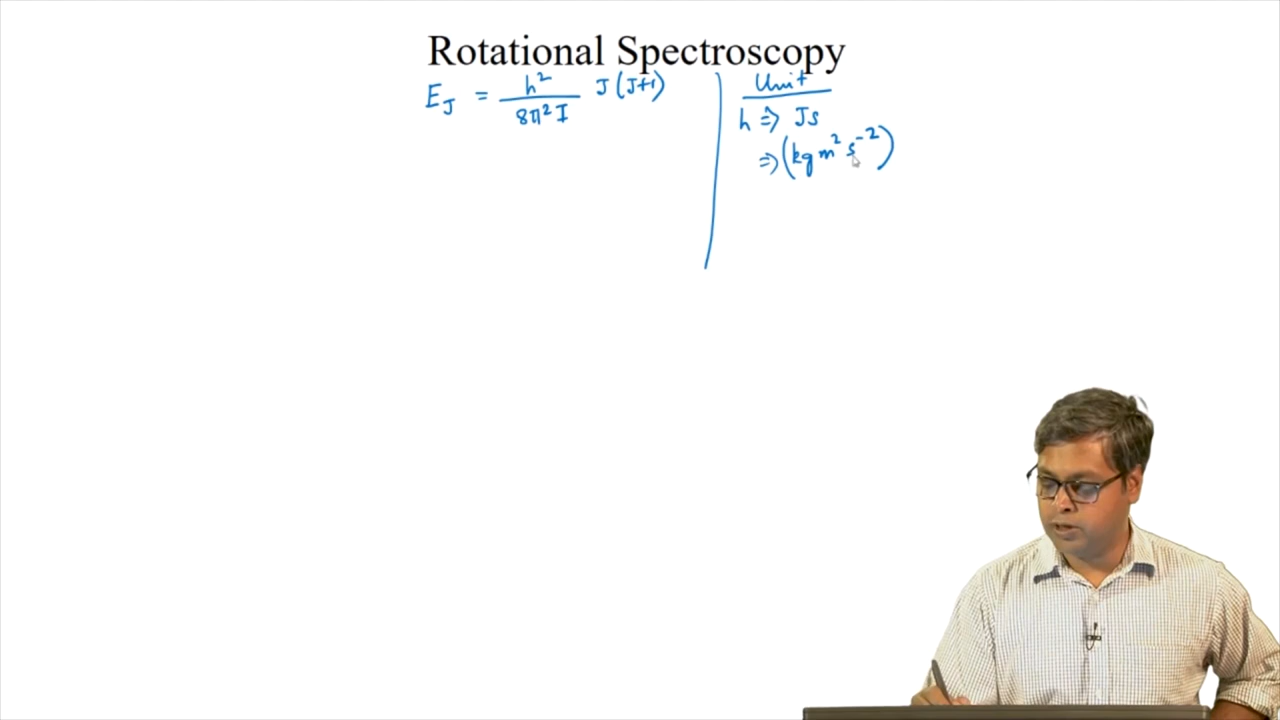 Rotational Spectroscopy
E_J = h²/8π²I J(J+1)
Unit
h ⇒ Js
⇒ (kg m² s⁻²)